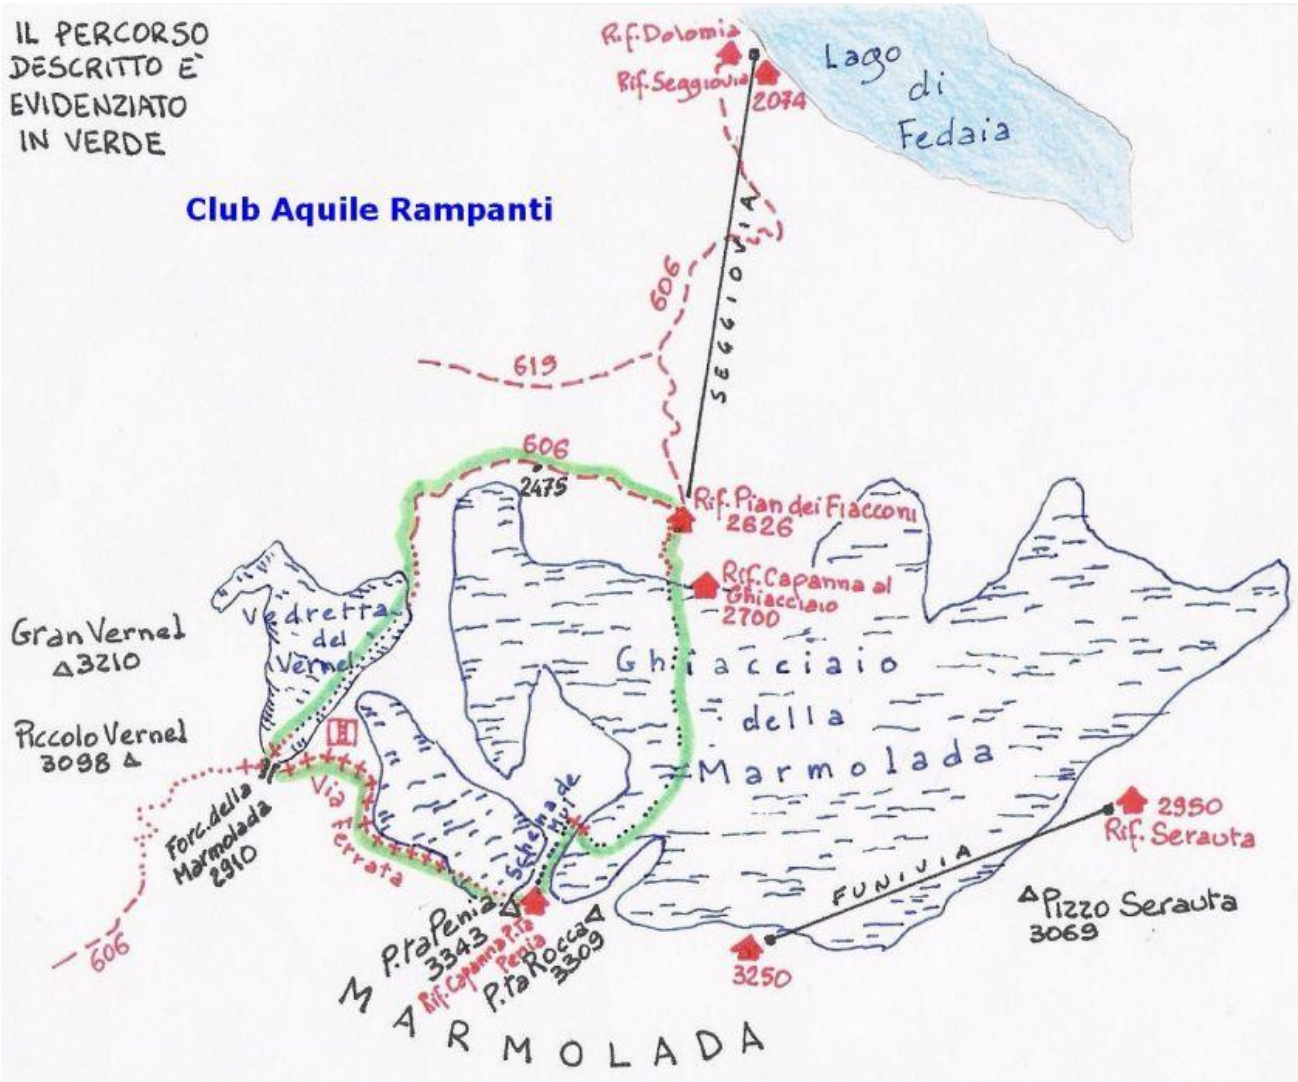 IL PERCORSO
DESCRITTO E'
EVIDENZIATO
IN VERDE
Club Aquile Rampanti
Rif. Dolomia
Rif. Seggiovia
2074
Lago
di
Fedaia
SEGGIOVIA
606
619
606
2475
Rif. Pian dei Fiacconi
2626
Rif. Capanna al
Ghiacciaio
2700
Vedretta
del
Vernel
Gran Vernel
3210
Piccolo Vernel
3098
Ghiacciaio
della
Marmolada
Forc. della
Marmolada
2910
Via
Ferrata
Schena de
Mul
2950
Rif. Serauta
FUNIVIA
Pizzo Serauta
3069
P.ta Penia
3343
Rif. Capanna P.ta
Penia
P.ta Rocca
3309
3250
606
MARMOLADA